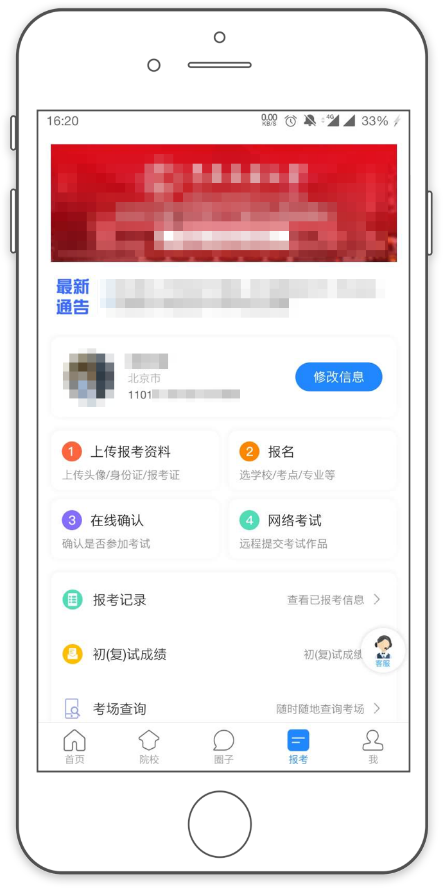 16:20
0.00
KB/S
4G
33%
最新
通告
修改信息
北京市
1101
1 上传报考资料
上传头像/身份证/报考证
2 报名
选学校/考点/专业等
3 在线确认
确认是否参加考试
4 网络考试
远程提交考试作品
报考记录
查看已报考信息
初(复)试成绩
初(复)试成绩
客服
考场查询
随时随地查询考场
首页
院校
圈子
报考
我